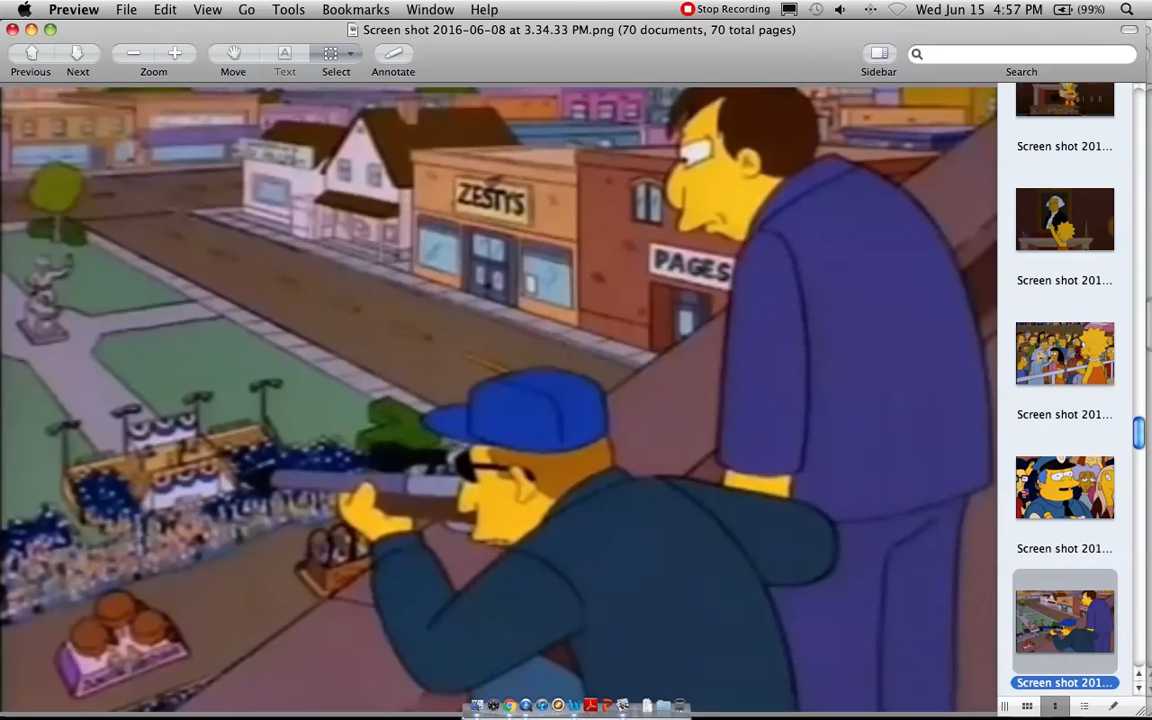 Preview File Edit View Go Tools Bookmarks Window Help Stop Recording Wed Jun 15 4:57 PM (99%)
Screen shot 2016-06-08 at 3.34.33 PM.png (70 documents, 70 total pages)
Previous Next Zoom Move Text Select Annotate Sidebar Search
Screen shot 201...
Screen shot 201...
Screen shot 201...
Screen shot 201...
Screen shot 201...
ZESTYS
PAGES